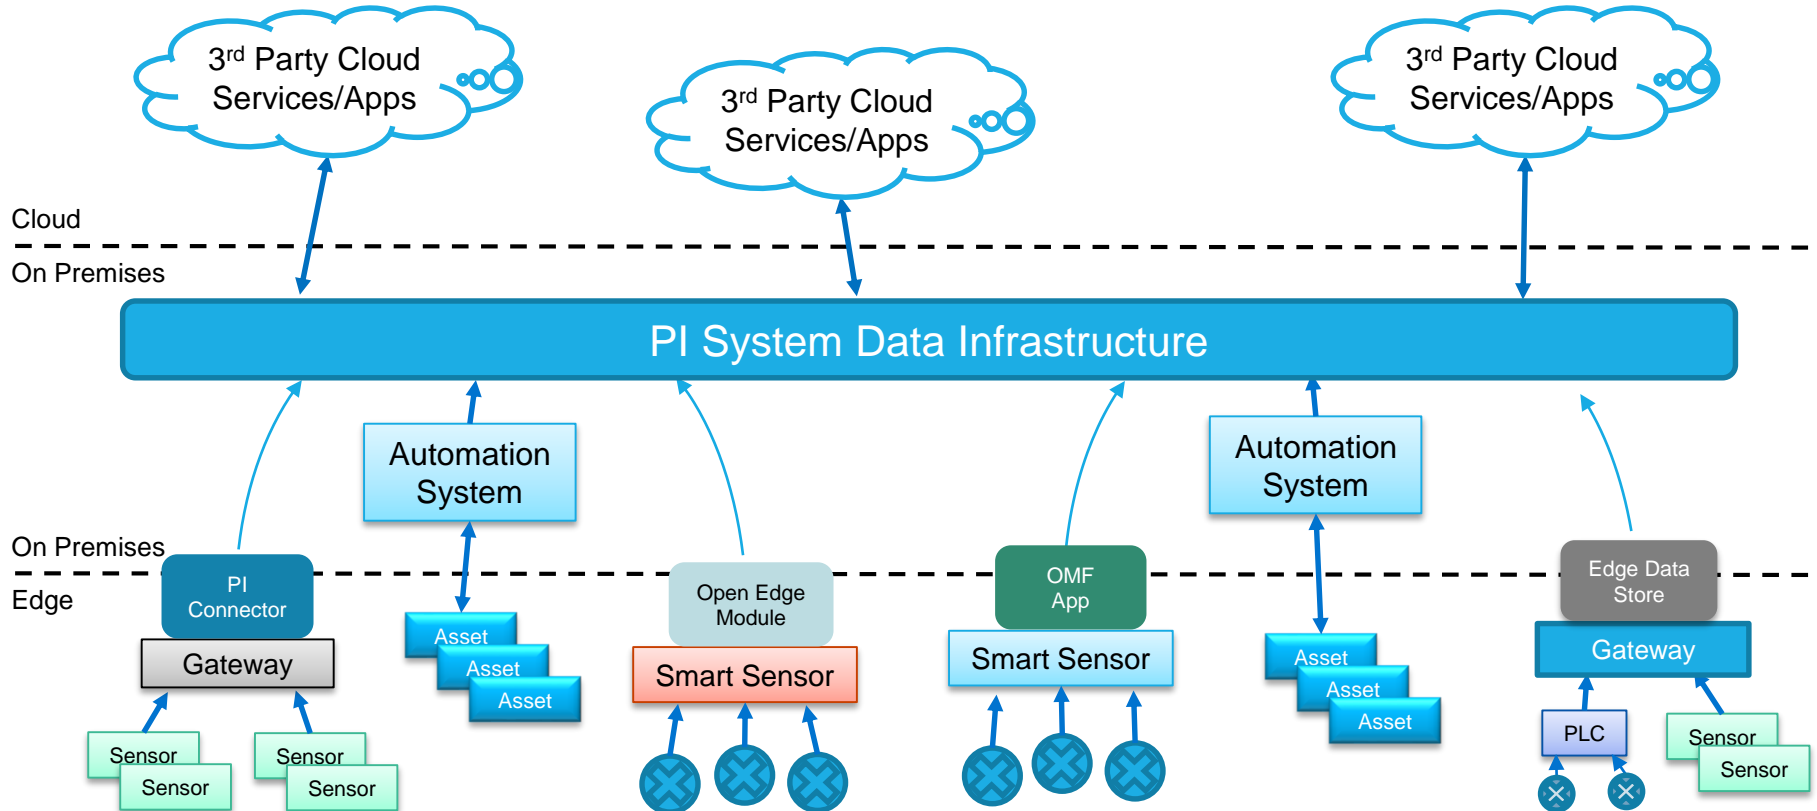 3rd Party Cloud
Services/Apps
3rd Party Cloud
Services/Apps
3rd Party Cloud
Services/Apps
Cloud
On Premises
PI System Data Infrastructure
Automation
System
Automation
System
On Premises
Edge
PI
Connector
Gateway
Sensor
Sensor
Sensor
Sensor
Asset
Asset
Asset
Open Edge
Module
Smart Sensor
OMF
App
Smart Sensor
Asset
Asset
Asset
Edge Data
Store
Gateway
PLC
Sensor
Sensor